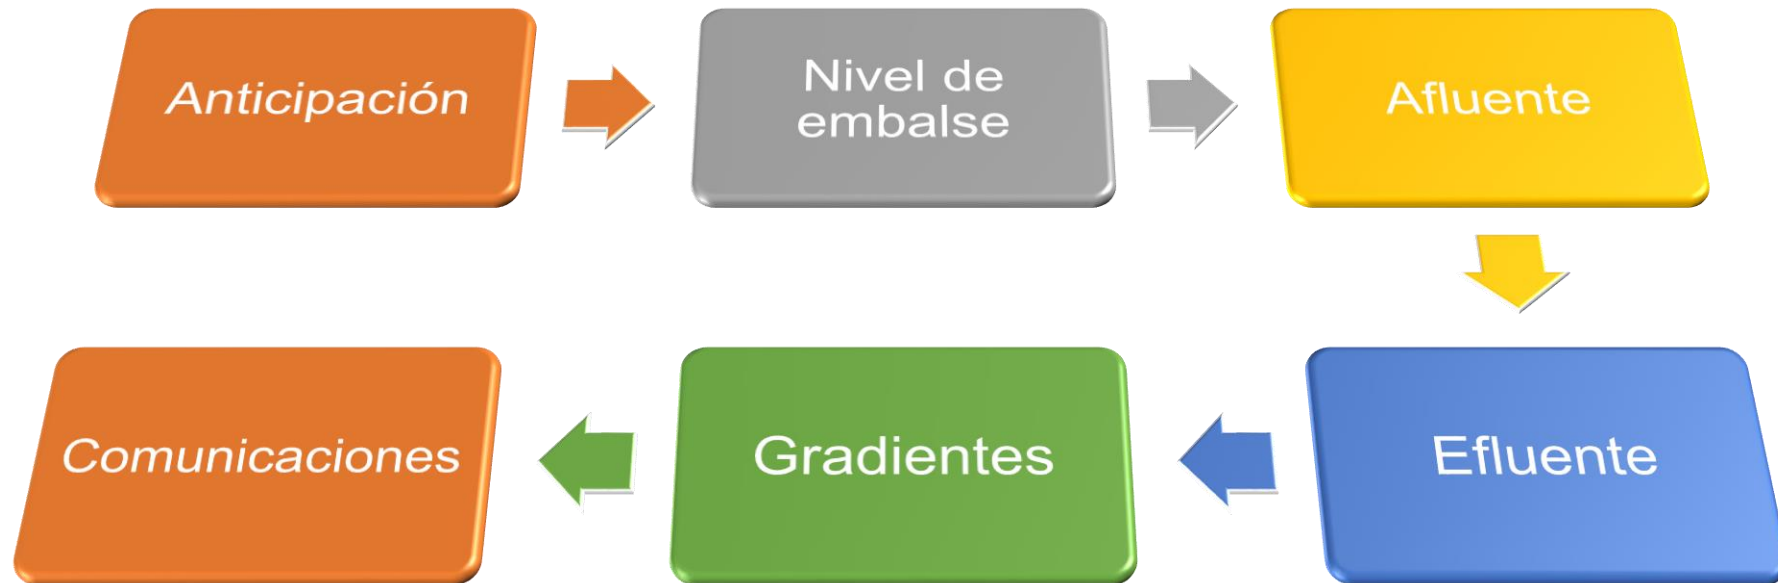 Anticipación
Nivel de
embalse
Afluente
Efluente
Gradientes
Comunicaciones